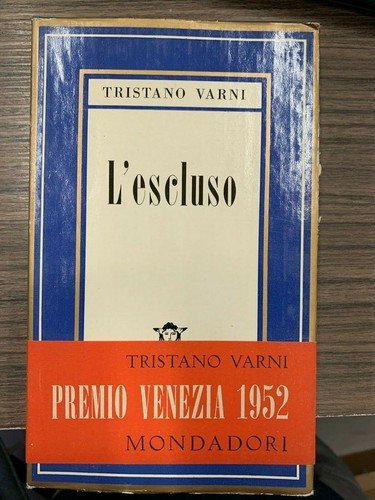 TRISTANO VARNI
L'escluso
TRISTANO VARNI
PREMIO VENEZIA 1952
MONDADORI